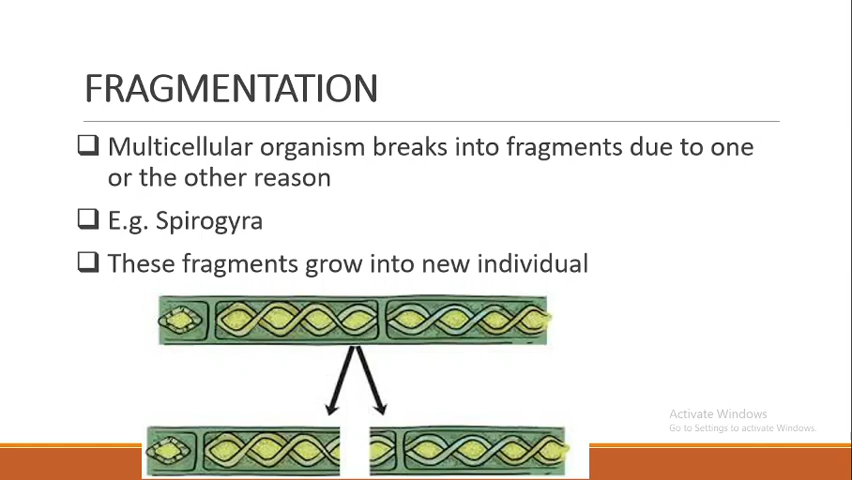 FRAGMENTATION
Multicellular organism breaks into fragments due to one
or the other reason
E.g. Spirogyra
These fragments grow into new individual
Activate Windows
Go to Settings to activate Windows.